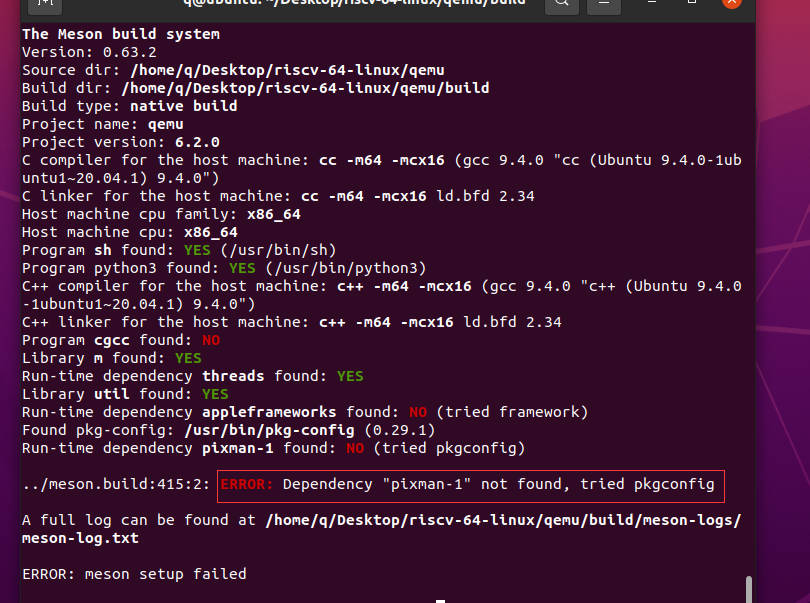 q@ubuntu: ~/Desktop/riscv-64-linux/qemu/build
The Meson build system
Version: 0.63.2
Source dir: /home/q/Desktop/riscv-64-linux/qemu
Build dir: /home/q/Desktop/riscv-64-linux/qemu/build
Build type: native build
Project name: qemu
Project version: 6.2.0
C compiler for the host machine: cc -m64 -mcx16 (gcc 9.4.0 "cc (Ubuntu 9.4.0-1ub
untu1~20.04.1) 9.4.0")
C linker for the host machine: cc -m64 -mcx16 ld.bfd 2.34
Host machine cpu family: x86_64
Host machine cpu: x86_64
Program sh found: YES (/usr/bin/sh)
Program python3 found: YES (/usr/bin/python3)
C++ compiler for the host machine: c++ -m64 -mcx16 (gcc 9.4.0 "c++ (Ubuntu 9.4.0
-1ubuntu1~20.04.1) 9.4.0")
C++ linker for the host machine: c++ -m64 -mcx16 ld.bfd 2.34
Program cgcc found: NO
Library m found: YES
Run-time dependency threads found: YES
Library util found: YES
Run-time dependency appleframeworks found: NO (tried framework)
Found pkg-config: /usr/bin/pkg-config (0.29.1)
Run-time dependency pixman-1 found: NO (tried pkgconfig)
../meson.build:415:2: ERROR: Dependency "pixman-1" not found, tried pkgconfig
A full log can be found at /home/q/Desktop/riscv-64-linux/qemu/build/meson-logs/
meson-log.txt
ERROR: meson setup failed